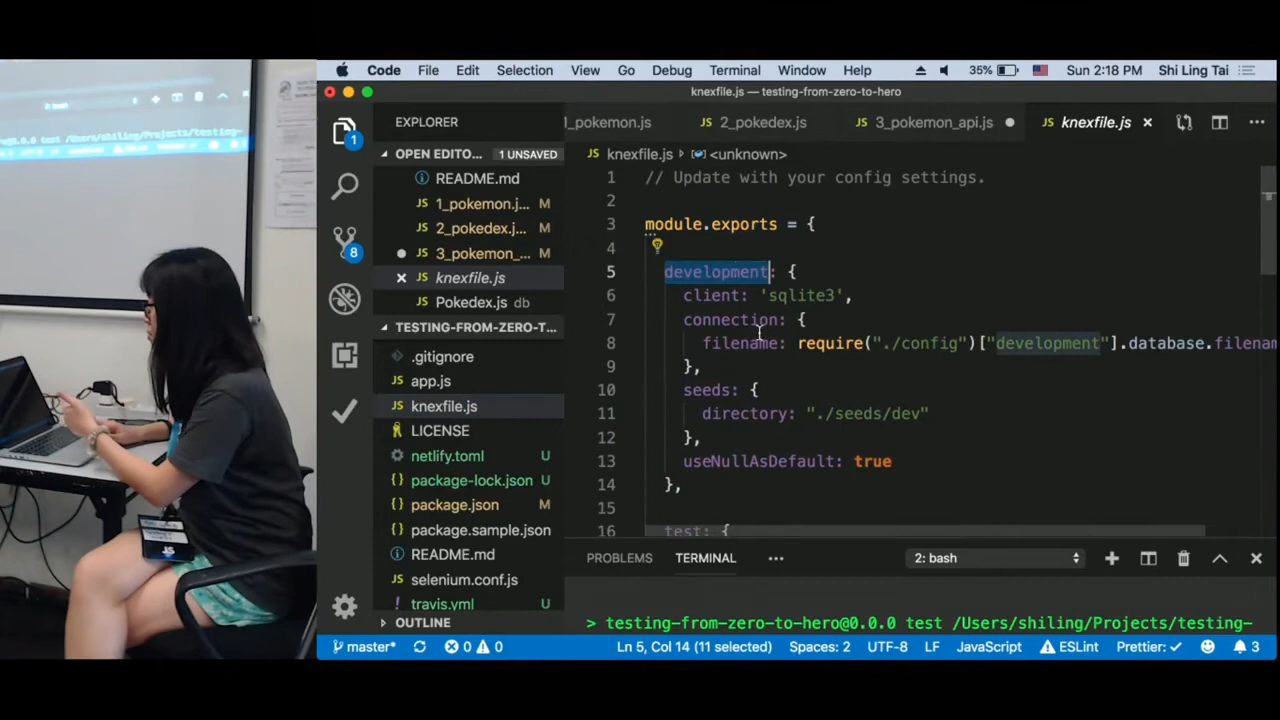 Code File Edit Selection View Go Debug Terminal Window Help 35% Sun 2:18 PM Shi Ling Tai
knexfile.js — testing-from-zero-to-hero
EXPLORER
1_pokemon.js 2_pokedex.js 3_pokemon_api.js knexfile.js
OPEN EDITO... 1 UNSAVED
README.md
1_pokemon.j... M
2_pokedex.j... M
3_pokemon_... M
knexfile.js
Pokedex.js db
TESTING-FROM-ZERO-T...
.gitignore
app.js
knexfile.js
LICENSE
netlify.toml U
package-lock.json U
package.json M
package.sample.json
README.md
selenium.conf.js
travis.yml U
OUTLINE
1
8
knexfile.js <unknown>
1 // Update with your config settings.
2
3 module.exports = {
4
5 development: {
6 client: 'sqlite3',
7 connection: {
8 filename: require("./config")["development"].database.filenam
9 },
10 seeds: {
11 directory: "./seeds/dev"
12 },
13 useNullAsDefault: true
14 },
15
16 test: {
PROBLEMS TERMINAL ... 2: bash
> testing-from-zero-to-hero@0.0.0 test /Users/shiling/Projects/testing-
master* 0 0 Ln 5, Col 14 (11 selected) Spaces: 2 UTF-8 LF JavaScript ESLint Prettier: ✓ 3
JS